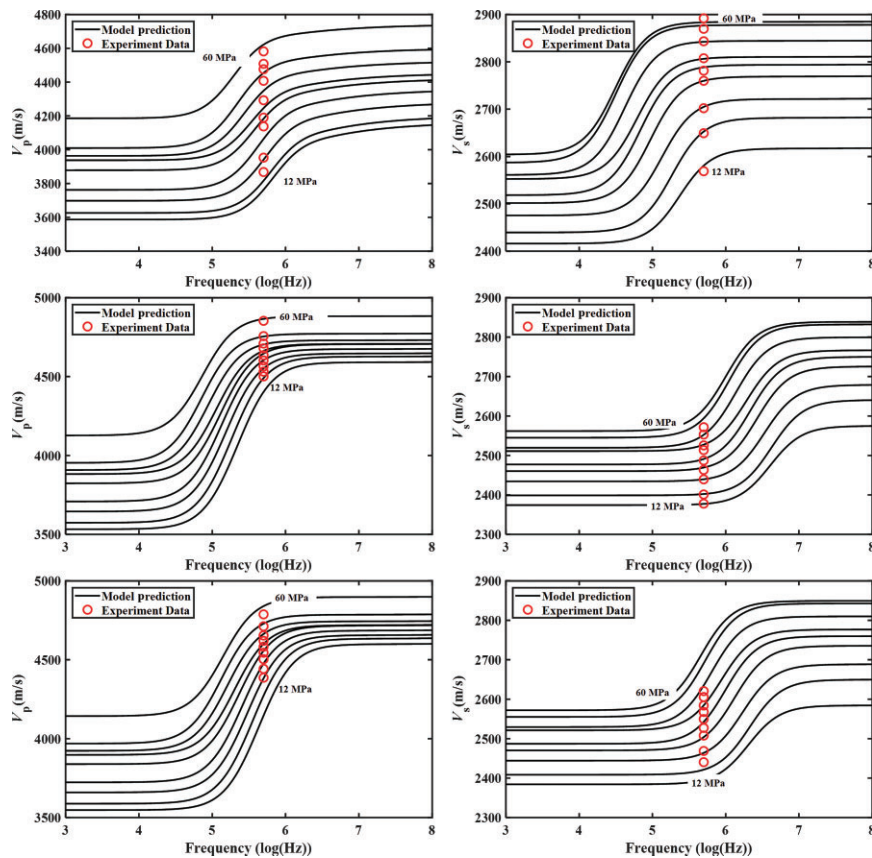 4800
4600
4400
4200
4000
3800
3600
3400
Vp(m/s)
Model prediction
Experiment Data
60 MPa
12 MPa
4 5 6 7 8
Frequency (log(Hz))
2900
2800
2700
2600
2500
2400
Vs(m/s)
Model prediction
Experiment Data
60 MPa
12 MPa
3 4 5 6 7 8
Frequency (log(Hz))
5000
4500
4000
3500
Vp(m/s)
Model prediction
Experiment Data
60 MPa
12 MPa
3 4 5 6 7 8
Frequency (log(Hz))
2900
2800
2700
2600
2500
2400
2300
Vs(m/s)
Model prediction
Experiment Data
60 MPa
12 MPa
3 4 5 6 7 8
Frequency (log(Hz))
5000
4500
4000
3500
Vp(m/s)
Model prediction
Experiment Data
60 MPa
12 MPa
3 4 5 6 7 8
Frequency (log(Hz))
2900
2800
2700
2600
2500
2400
2300
Vs(m/s)
Model prediction
Experiment Data
60 MPa
12 MPa
3 4 5 6 7 8
Frequency (log(Hz))